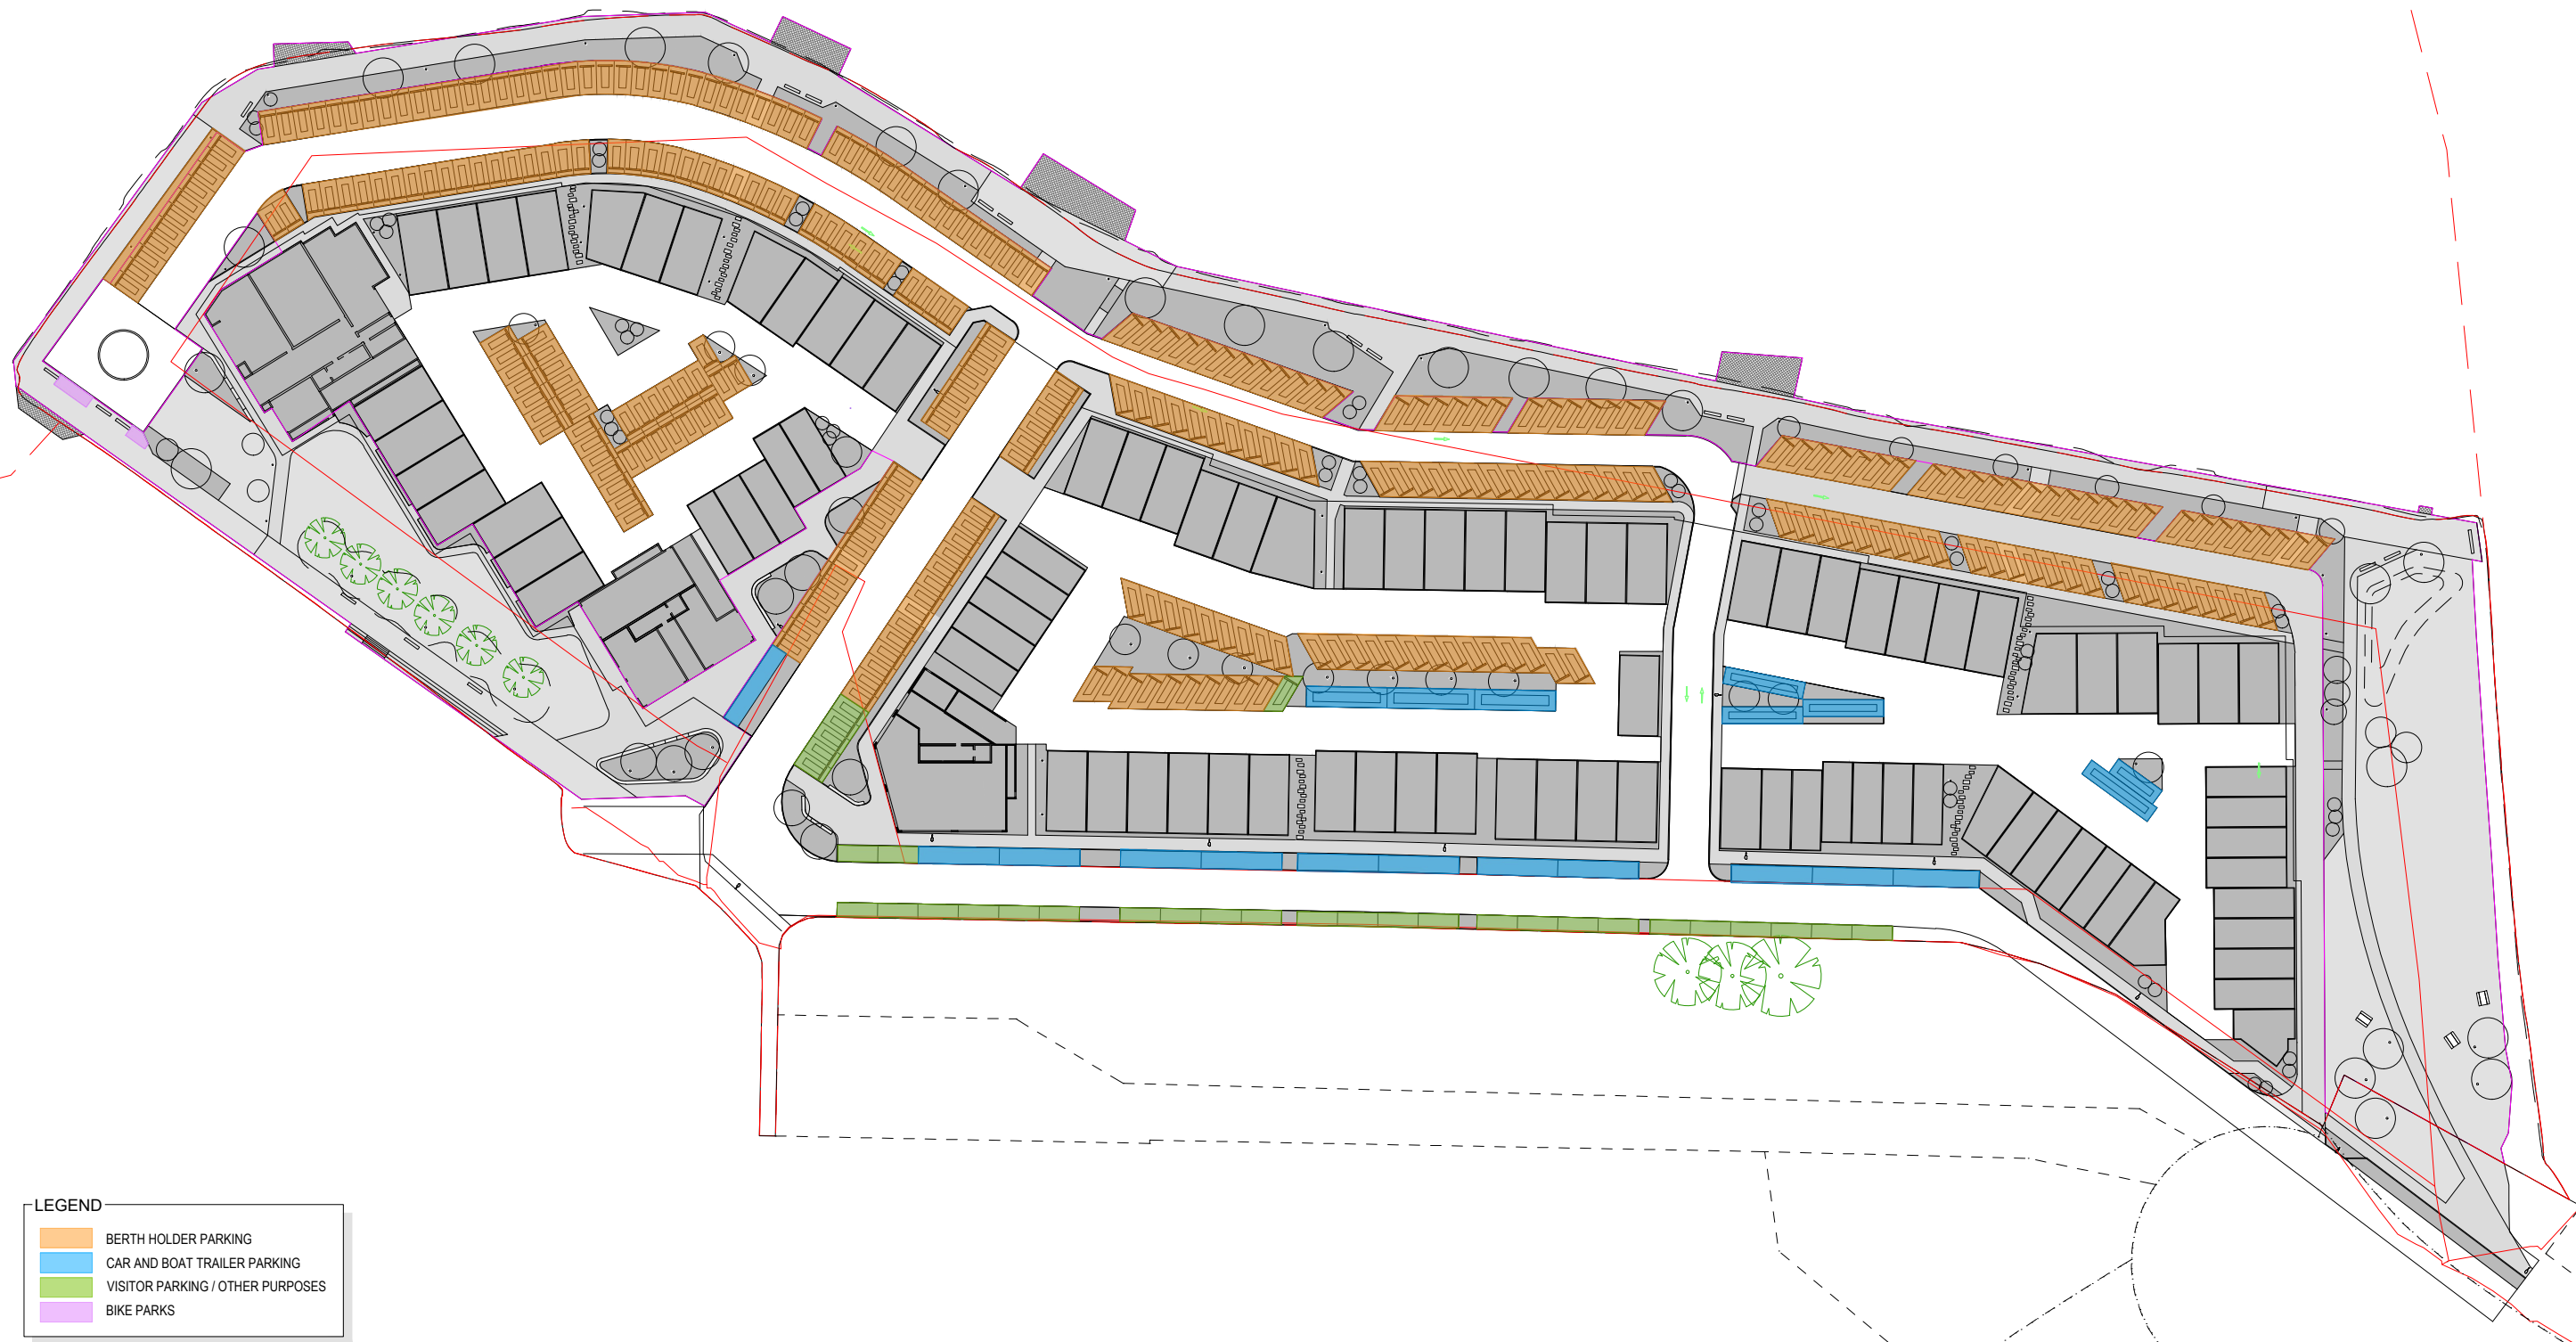 LEGEND
BERTH HOLDER PARKING
CAR AND BOAT TRAILER PARKING
VISITOR PARKING / OTHER PURPOSES
BIKE PARKS